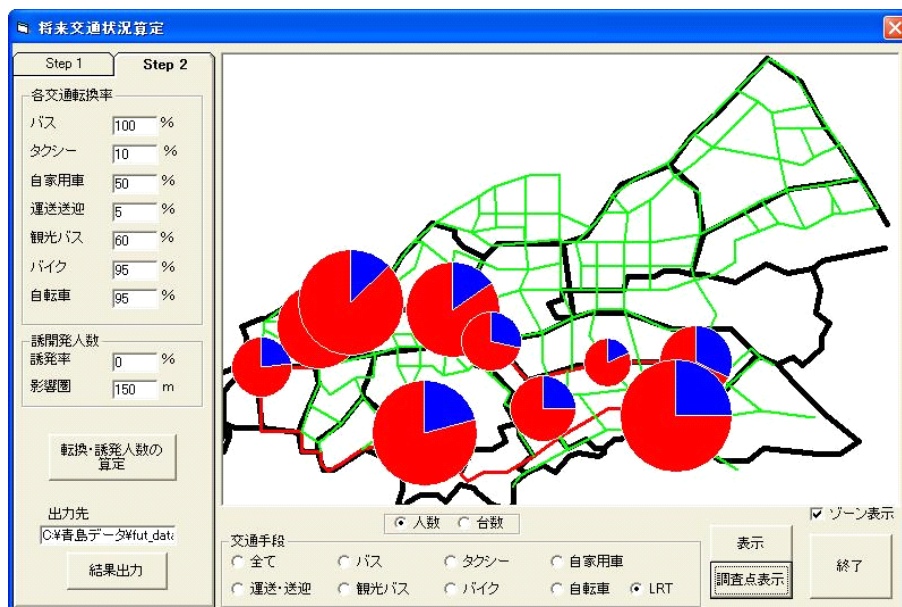 将来交通状況算定
Step 1
Step 2
各交通転換率
バス 100 %
タクシー 10 %
自家用車 50 %
運送送迎 5 %
観光バス 60 %
バイク 95 %
自転車 95 %
誘開発人数
誘発率 0 %
影響圏 150 m
転換・誘発人数の
算定
出力先
C:¥青島データ¥fut_data
結果出力
人数 台数
交通手段
全て バス タクシー 自家用車
運送・送迎 観光バス バイク 自転車 LRT
表示
調査点表示
ゾーン表示
終了